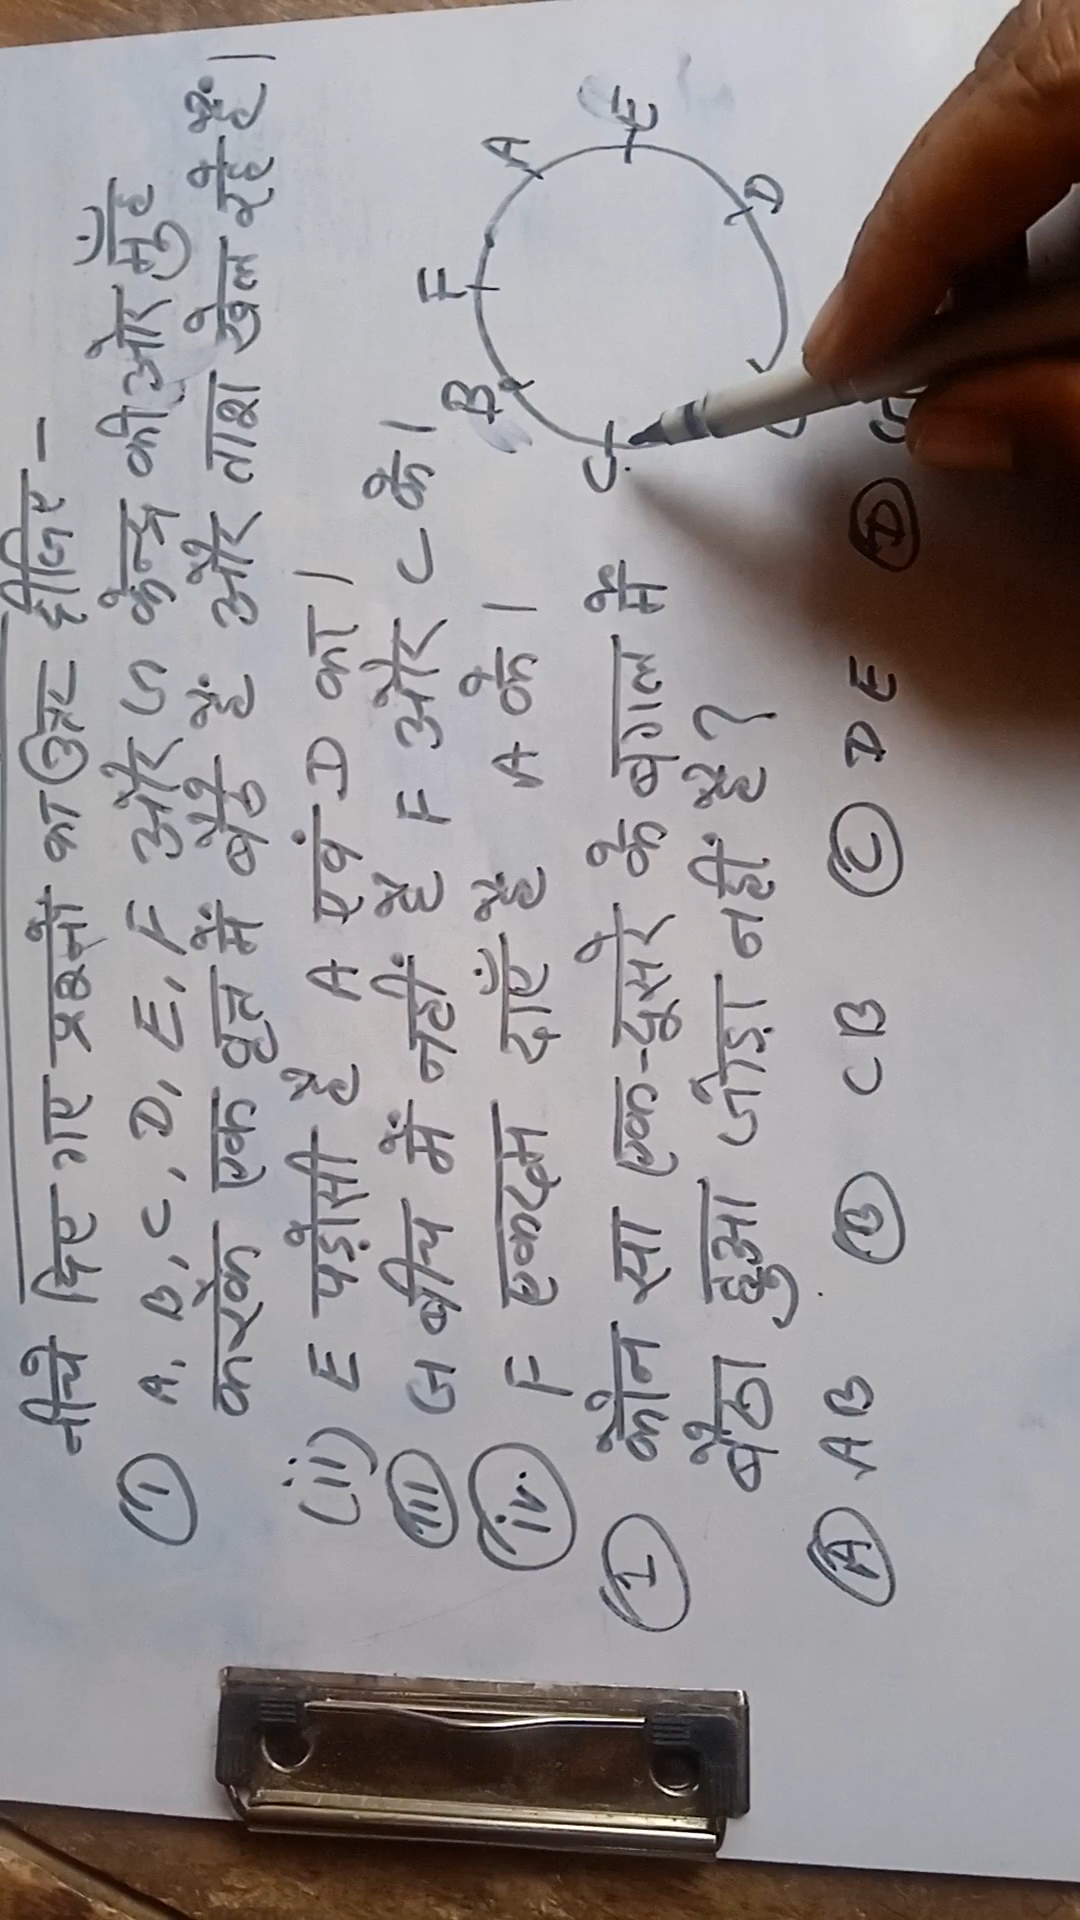 नीचे दिए गए प्रश्नों का उत्तर दीजिए -
(i) A, B, C, D, E, F और G केन्द्र की ओर मुँह
करके एक वृत्त में बैठे हैं और ताश खेल रहे हैं।
(ii) E पड़ोसी है A एवं D का।
(iii) G बीच में नहीं है F और C के।
(iv). F एकदम दाएँ है A के।
(1) कौन सा एक-दूसरे के बगल में
बैठा हुआ जोड़ा नहीं है?
(A) AB (B) CB (C) DE (D)
E
A
D
F
B
C